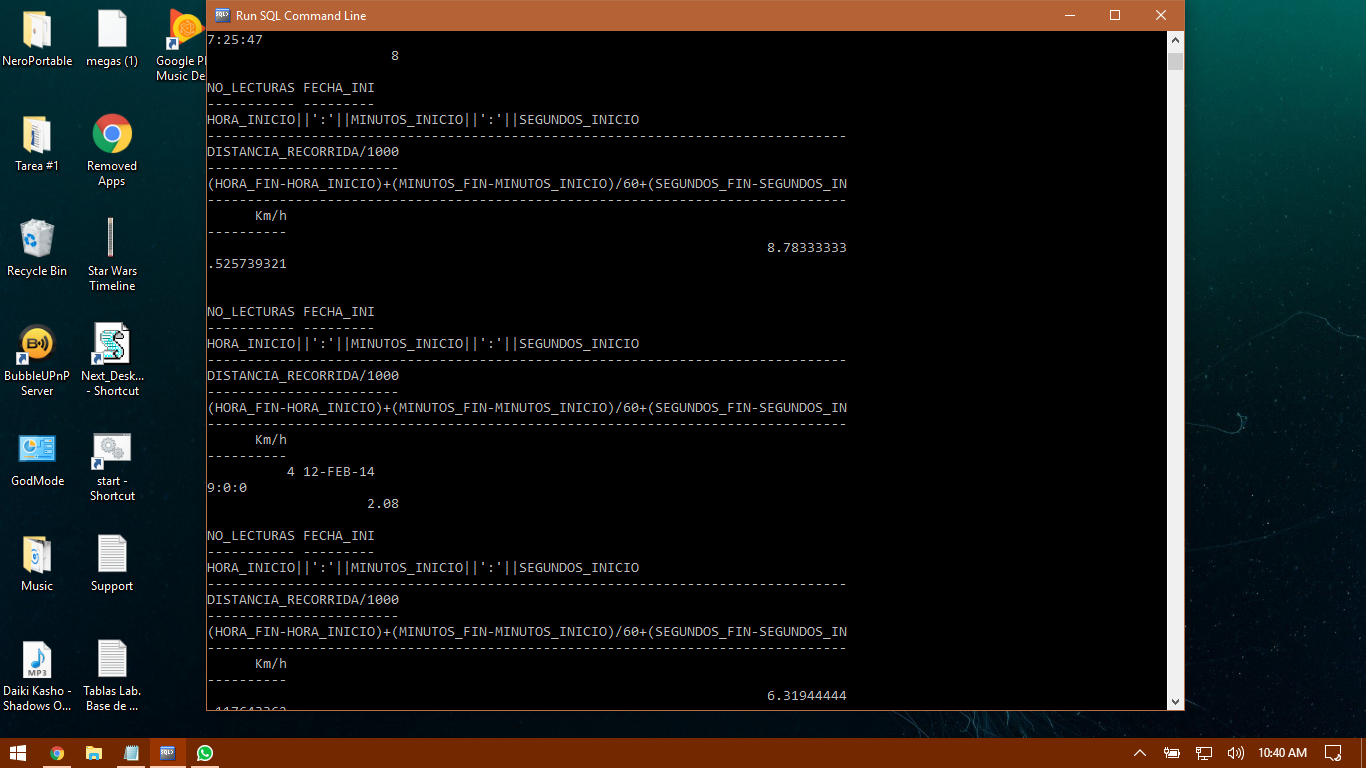 NeroPortable
megas (1)
Google Pl
Music De
Tarea #1
Removed
Apps
Recycle Bin
Star Wars
Timeline
BubbleUPnP
Server
Next_Desk...
- Shortcut
GodMode
start -
Shortcut
Music
Support
MP3
Daiki Kasho -
Shadows O...
Tablas Lab.
Base de ...
SQL Run SQL Command Line
7:25:47
8
NO_LECTURAS FECHA_INI
----------- ---------
HORA_INICIO||':'||MINUTOS_INICIO||':'||SEGUNDOS_INICIO
--------------------------------------------------------------------------------
DISTANCIA_RECORRIDA/1000
------------------------
(HORA_FIN-HORA_INICIO)+(MINUTOS_FIN-MINUTOS_INICIO)/60+(SEGUNDOS_FIN-SEGUNDOS_IN
--------------------------------------------------------------------------------
Km/h
----------
8.78333333
.525739321
NO_LECTURAS FECHA_INI
----------- ---------
HORA_INICIO||':'||MINUTOS_INICIO||':'||SEGUNDOS_INICIO
--------------------------------------------------------------------------------
DISTANCIA_RECORRIDA/1000
------------------------
(HORA_FIN-HORA_INICIO)+(MINUTOS_FIN-MINUTOS_INICIO)/60+(SEGUNDOS_FIN-SEGUNDOS_IN
--------------------------------------------------------------------------------
Km/h
----------
4 12-FEB-14
9:0:0
2.08
NO_LECTURAS FECHA_INI
----------- ---------
HORA_INICIO||':'||MINUTOS_INICIO||':'||SEGUNDOS_INICIO
--------------------------------------------------------------------------------
DISTANCIA_RECORRIDA/1000
------------------------
(HORA_FIN-HORA_INICIO)+(MINUTOS_FIN-MINUTOS_INICIO)/60+(SEGUNDOS_FIN-SEGUNDOS_IN
--------------------------------------------------------------------------------
Km/h
----------
6.31944444
SQL
10:40 AM